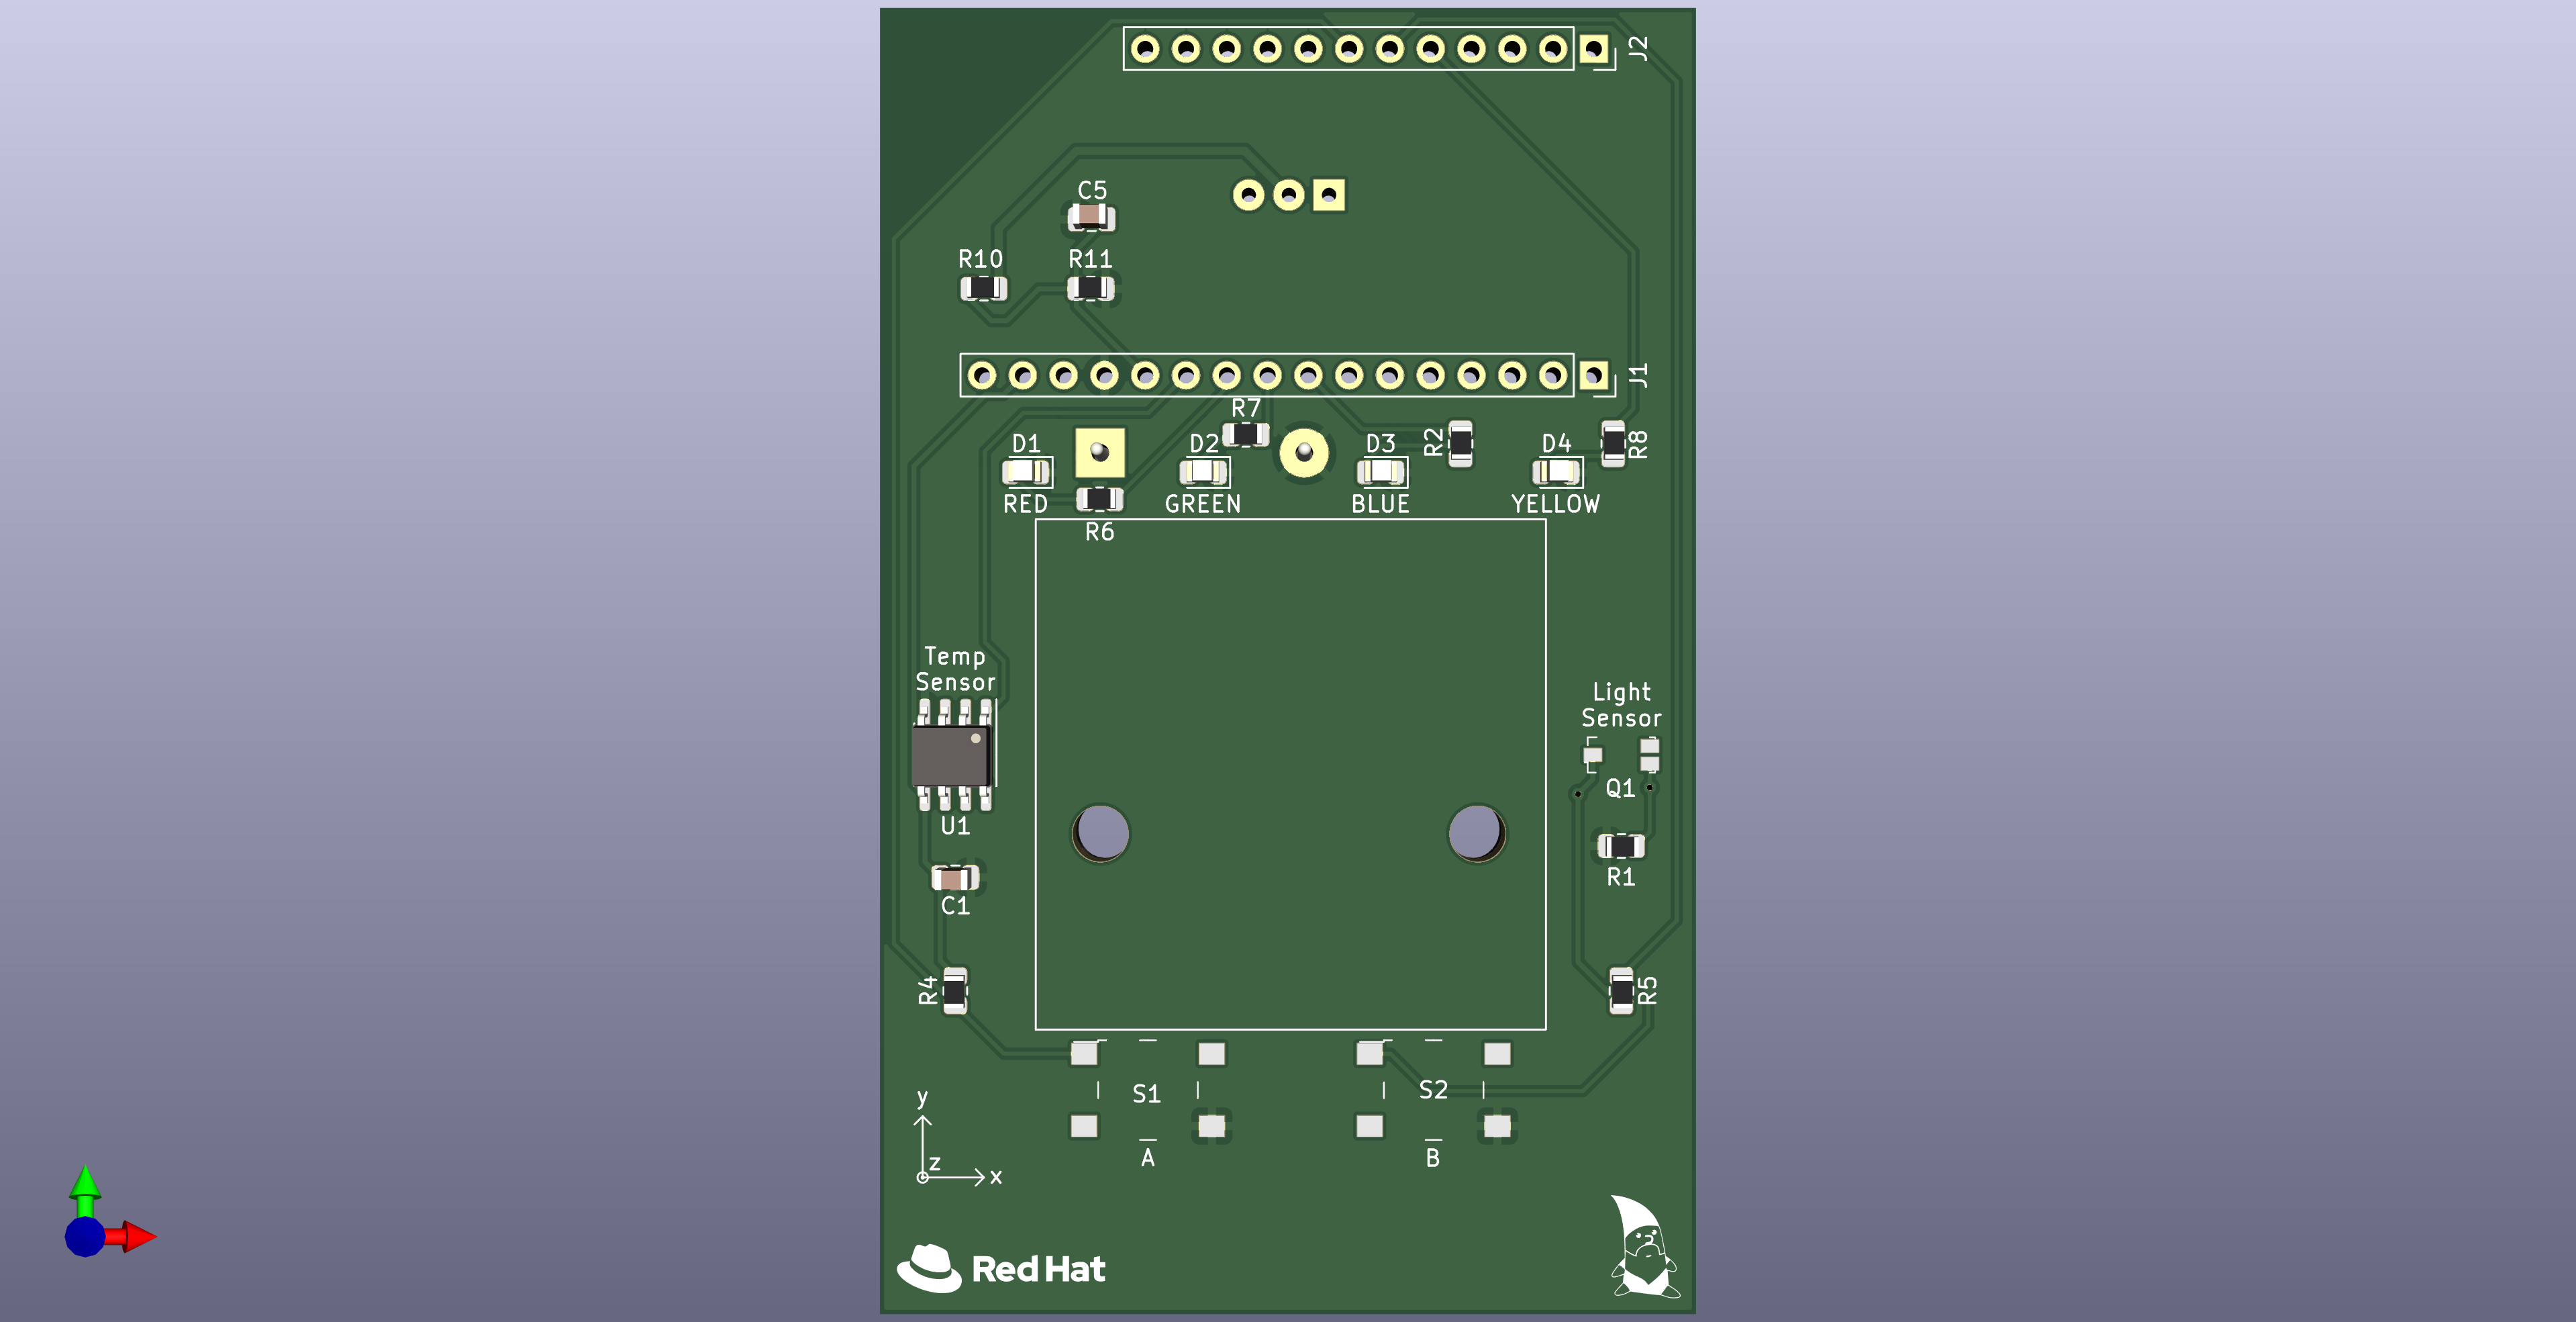 J2
C5
R10
R11
J1
R7
D1
D2
D3
R2
D4
R8
RED
GREEN
BLUE
YELLOW
R6
Temp
Sensor
Light
Sensor
Q1
U1
R1
C1
R4
R5
S1
S2
y
A
B
z
x
Red Hat